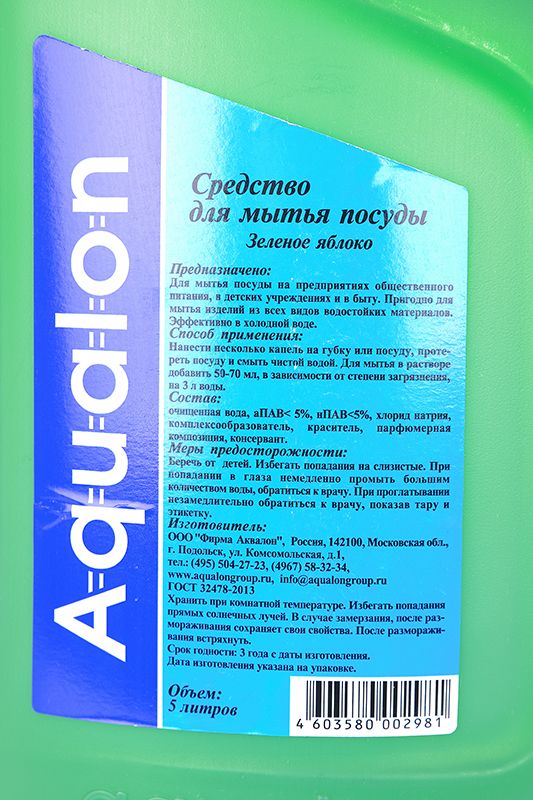 A=q=u=a=l=o=n
Средство
для мытья посуды
Зеленое яблоко
Предназначено:
Для мытья посуды на предприятиях общественного
питания, в детских учреждениях и в быту. Пригодно для
мытья изделий из всех видов водостойких материалов.
Эффективно в холодной воде.
Способ применения:
Нанести несколько капель на губку или посуду, проте-
реть посуду и смыть чистой водой. Для мытья в растворе
добавить 50-70 мл, в зависимости от степени загрязнения,
на 3 л воды.
Состав:
очищенная вода, аПАВ< 5%, нПАВ<5%, хлорид натрия,
комплексообразователь, краситель, парфюмерная
композиция, консервант.
Меры предосторожности:
Беречь от детей. Избегать попадания на слизистые. При
попадании в глаза немедленно промыть большим
количеством воды, обратиться к врачу. При проглатывании
незамедлительно обратиться к врачу, показав тару и
этикетку.
Изготовитель:
ООО "Фирма Аквалон", Россия, 142100, Московская обл.,
г. Подольск, ул. Комсомольская, д.1,
тел.: (495) 504-27-23, (4967) 58-32-34,
www.aqualongroup.ru, info@aqualongroup.ru
ГОСТ 32478-2013
Хранить при комнатной температуре. Избегать попадания
прямых солнечных лучей. В случае замерзания, после раз-
мораживания сохраняет свои свойства. После разморажи-
вания встряхнуть.
Срок годности: 3 года с даты изготовления.
Дата изготовления указана на упаковке.
Объем:
5 литров
4 603580 002981